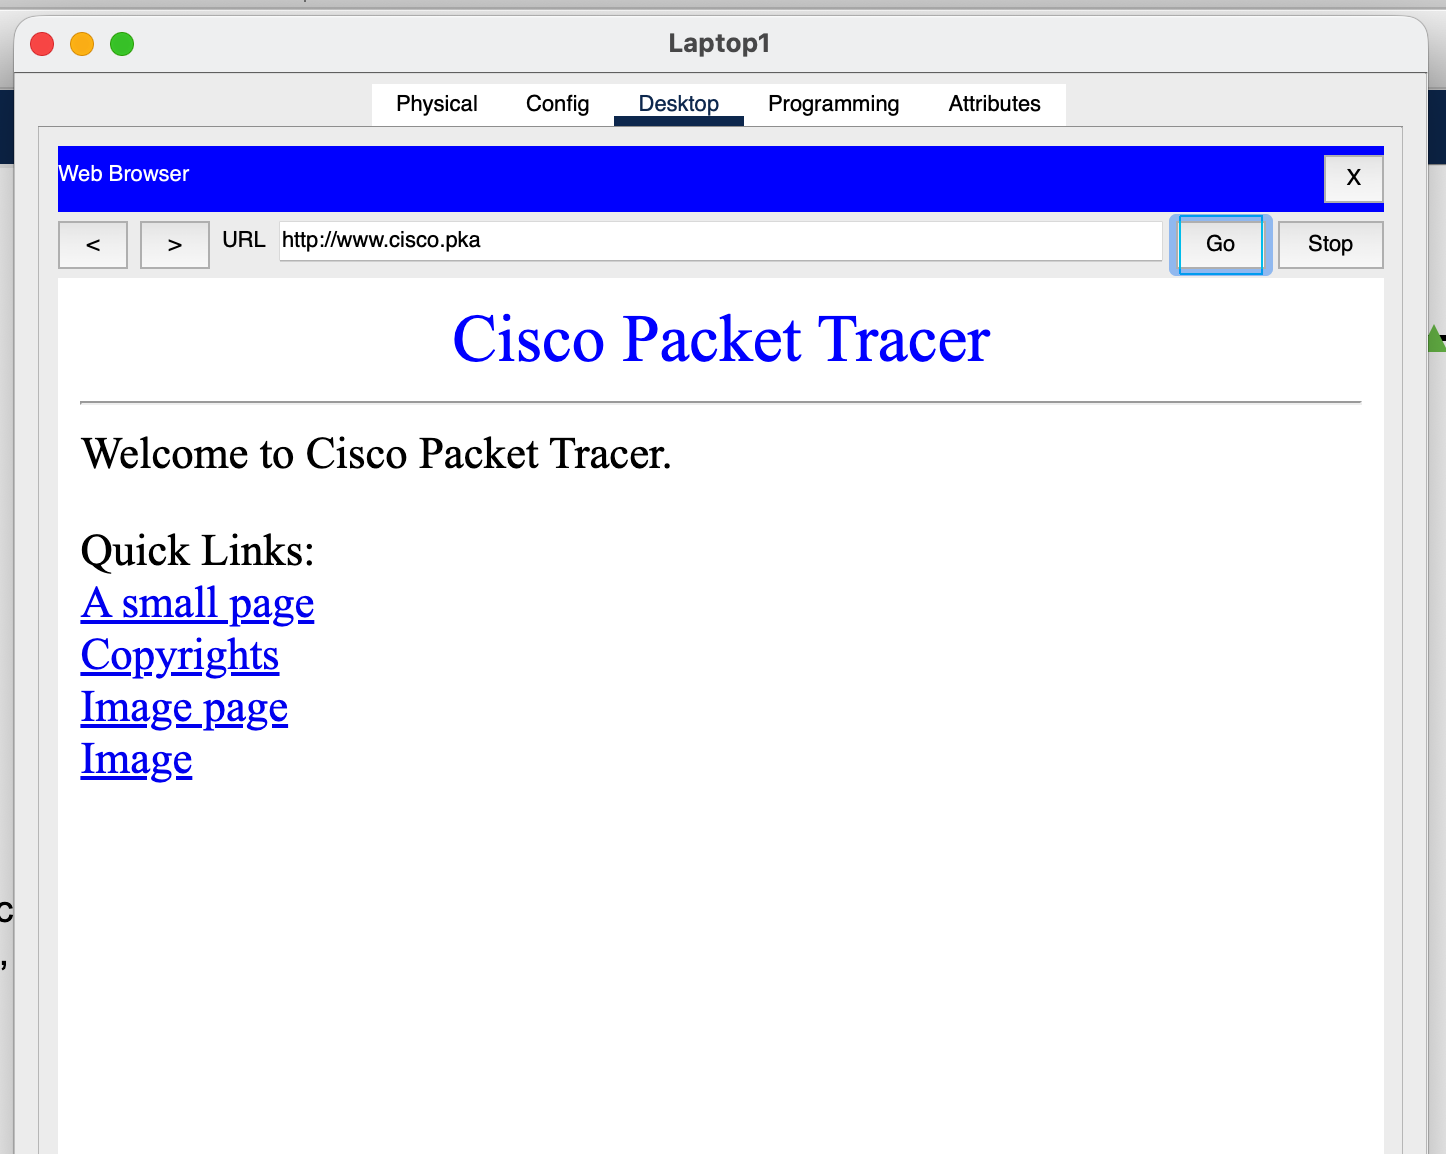 Laptop1
Physical Config Desktop Programming Attributes
Web Browser X
< > URL http://www.cisco.pka Go Stop
Cisco Packet Tracer
Welcome to Cisco Packet Tracer.
Quick Links:
A small page
Copyrights
Image page
Image